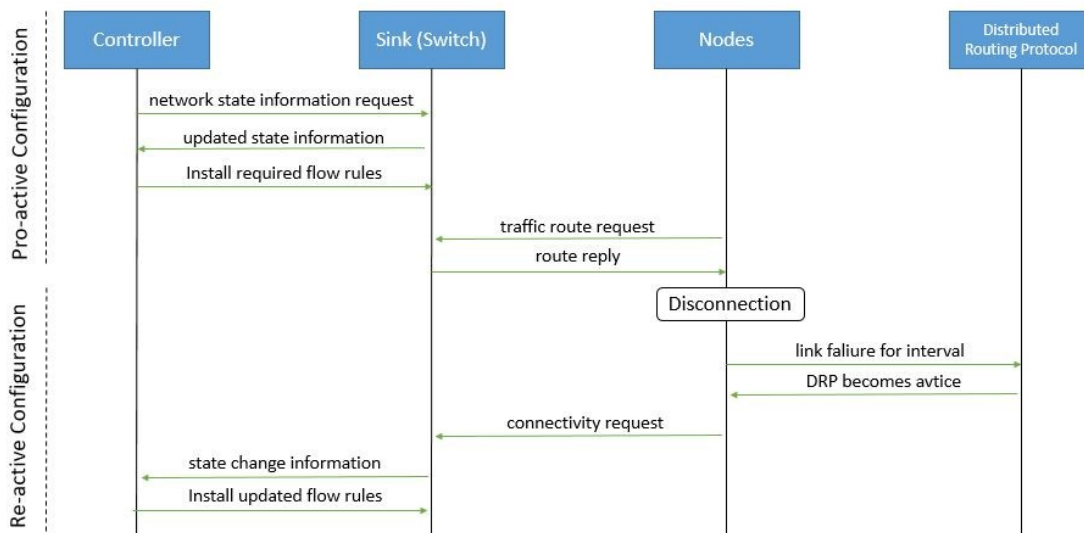 Controller
Sink (Switch)
Nodes
Distributed
Routing Protocol
Pro-active Configuration
network state information request
updated state information
Install required flow rules
traffic route request
route reply
Disconnection
Re-active Configuration
link faliure for interval
DRP becomes avtice
connectivity request
state change information
Install updated flow rules